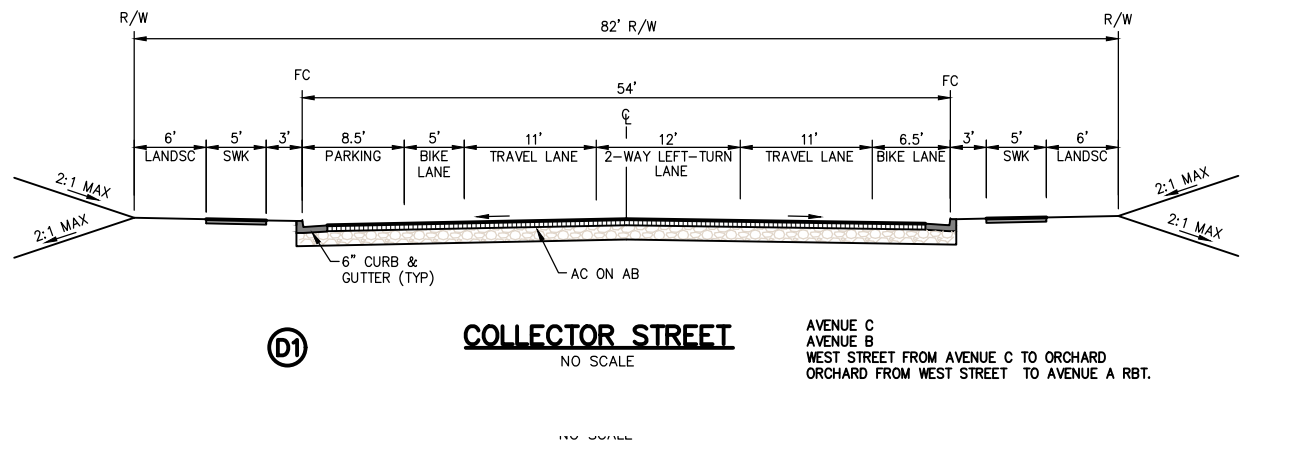 R/W
R/W
82' R/W
FC
FC
54'
℄
6'
5'
3'
8.5'
5'
11'
12'
11'
6.5'
3'
5'
6'
LANDSC
SWK
PARKING
BIKE
LANE
TRAVEL LANE
2-WAY LEFT-TURN
LANE
TRAVEL LANE
BIKE LANE
SWK
LANDSC
2:1 MAX
2:1 MAX
2:1 MAX
2:1 MAX
6" CURB &
GUTTER (TYP)
AC ON AB
D1
COLLECTOR STREET
NO SCALE
AVENUE C
AVENUE B
WEST STREET FROM AVENUE C TO ORCHARD
ORCHARD FROM WEST STREET TO AVENUE A RBT.
NO SCALE